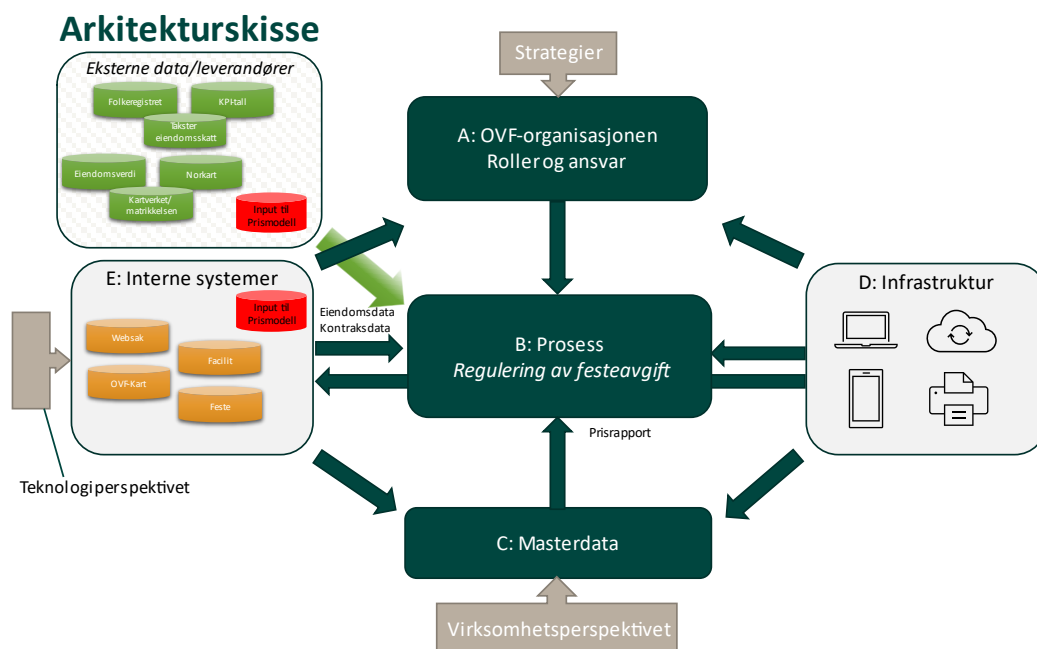 Arkitekturskisse
Eksterne data/leverandører
Folkeregistret
KPI-tall
Takster
eiendomsskatt
Eiendomsverdi
Norkart
Kartverket/
matrikkelsen
Input til
Prismodell
Strategier
A: OVF-organisasjonen
Roller og ansvar
E: Interne systemer
Input til
Prismodell
Websak
Facilit
OVF-Kart
Feste
Eiendomsdata
Kontraksdata
B: Prosess
Regulering av festeavgift
D: Infrastruktur
Prisrapport
Teknologiperspektivet
C: Masterdata
Virksomhetsperspektivet